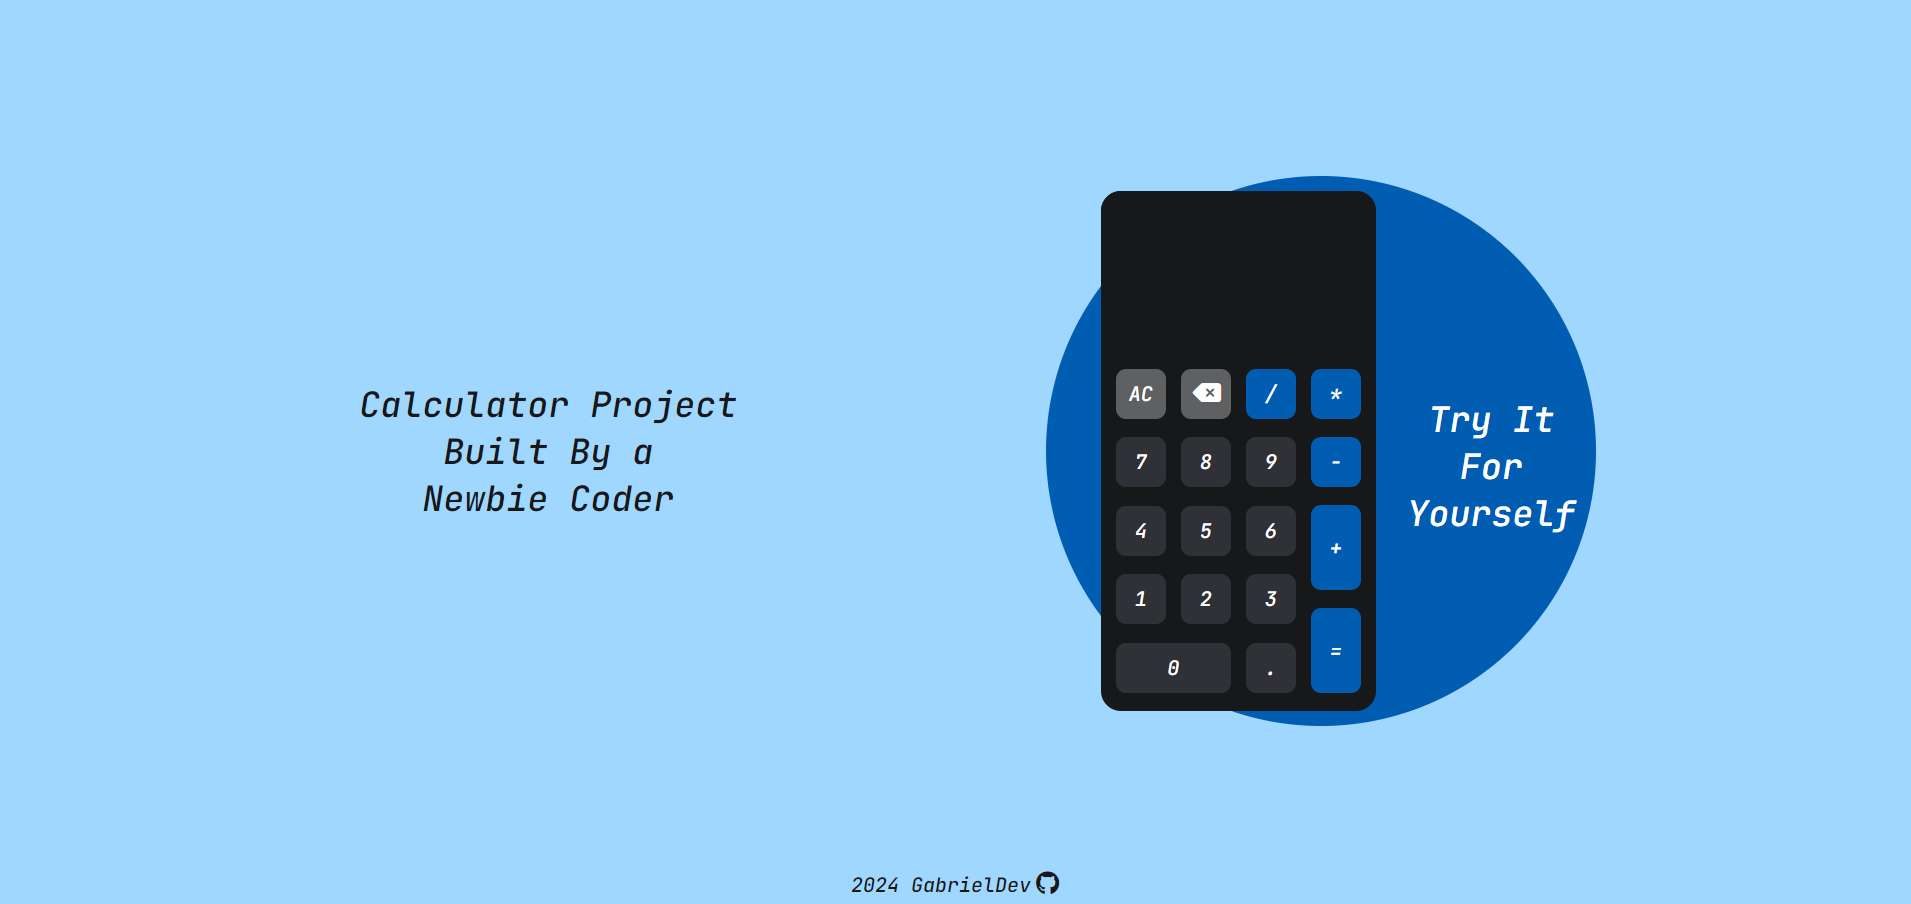 Calculator Project
Built By a
Newbie Coder
AC / *
7 8 9 -
4 5 6 +
1 2 3 =
0 .
Try It
For
Yourself
2024 GabrielDev